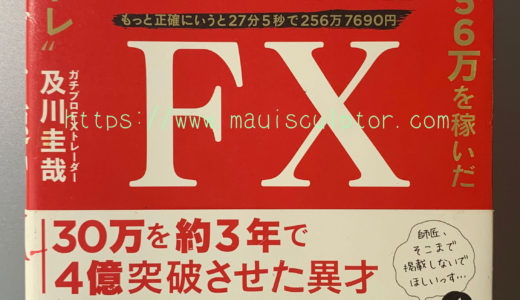 もっと正確にいうと27分5秒で256万7690円
56万を稼いだ
FX
ガチプロFXトレーダー
及川圭哉
https://www.mauiscufotor.com
30万を約3年で
4億突破させた異才
師匠、
そこまで
掲載しないで
ほしいっす…